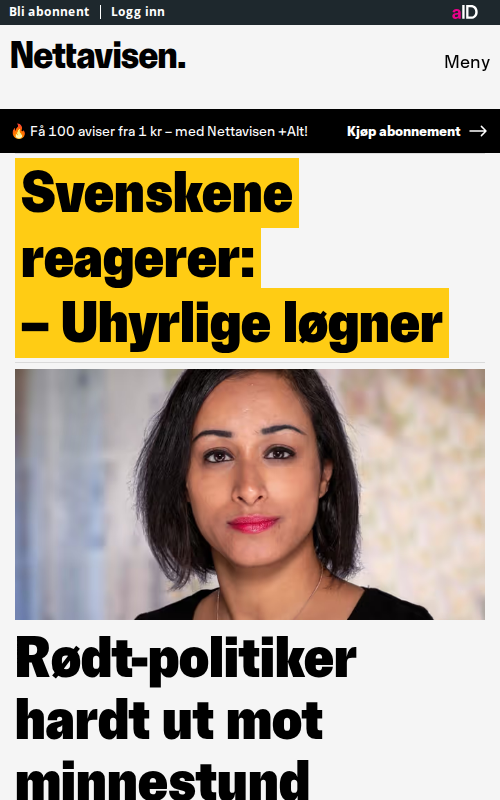 Bli abonnent | Logg inn
aID
Nettavisen.
Meny
🔥 Få 100 aviser fra 1 kr – med Nettavisen +Alt!
Kjøp abonnement →
Svenskene
reagerer:
– Uhyrlige løgner
Rødt-politiker
hardt ut mot
minnestund